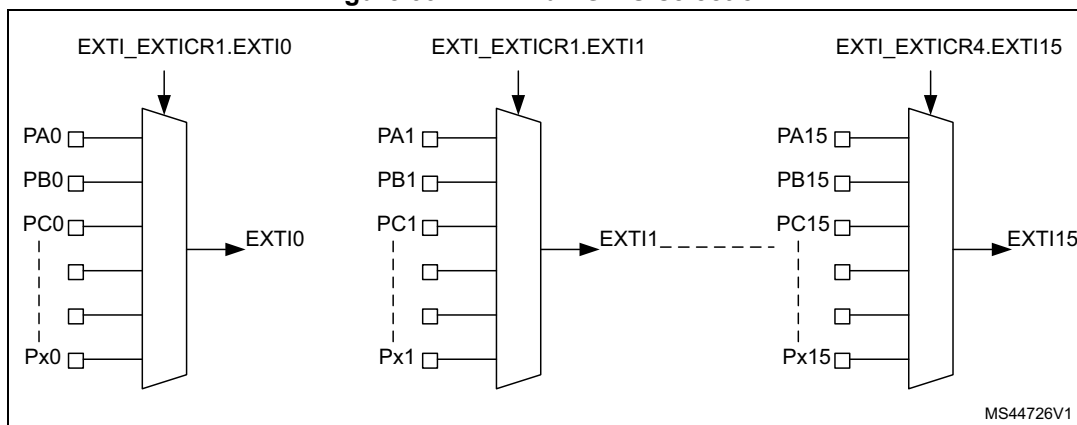 EXTI_EXTICR1.EXTI0 EXTI_EXTICR1.EXTI1 EXTI_EXTICR4.EXTI15
PA0 PA1 PA15
PB0 PB1 PB15
PC0 PC1 PC15
EXTI0 EXTI1 EXTI15
Px0 Px1 Px15
MS44726V1